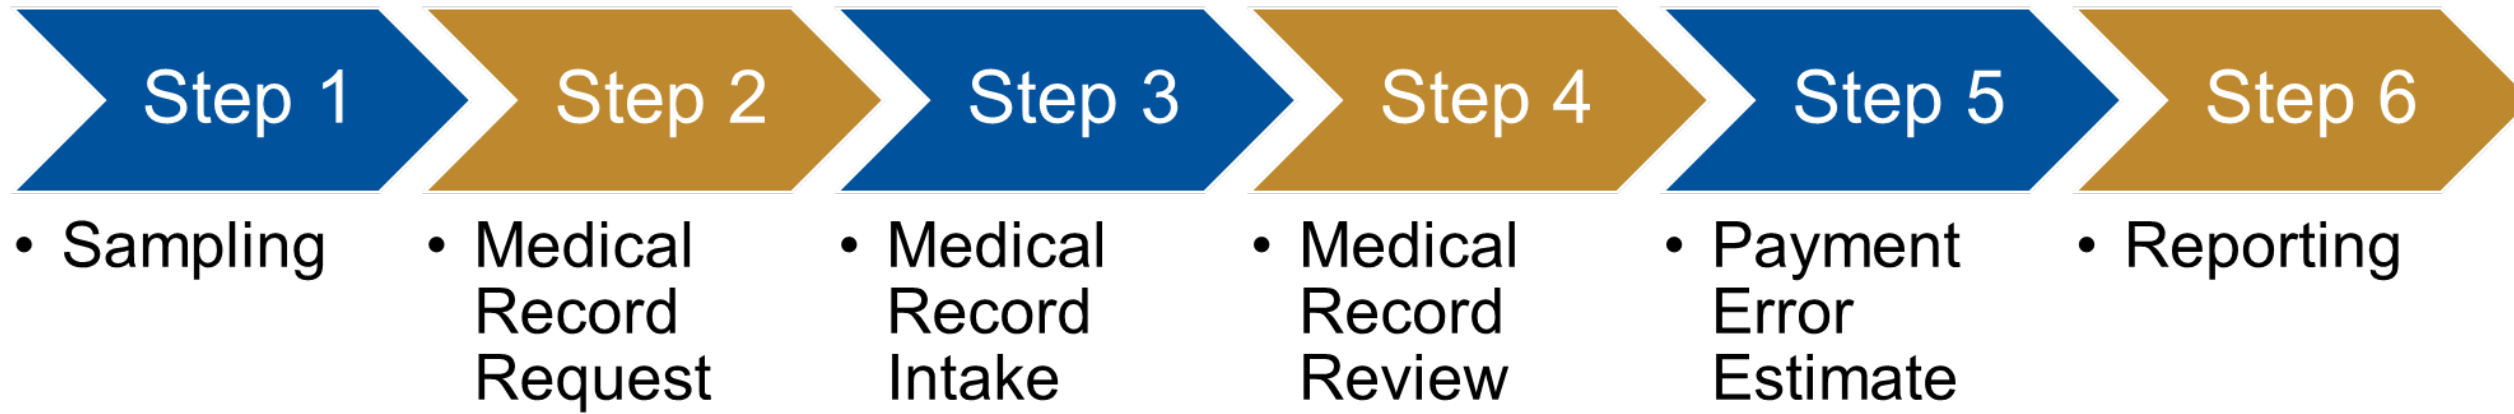 Step 1
Step 2
Step 3
Step 4
Step 5
Step 6
• Sampling
• Medical
Record
Request
• Medical
Record
Intake
• Medical
Record
Review
• Payment
Error
Estimate
• Reporting